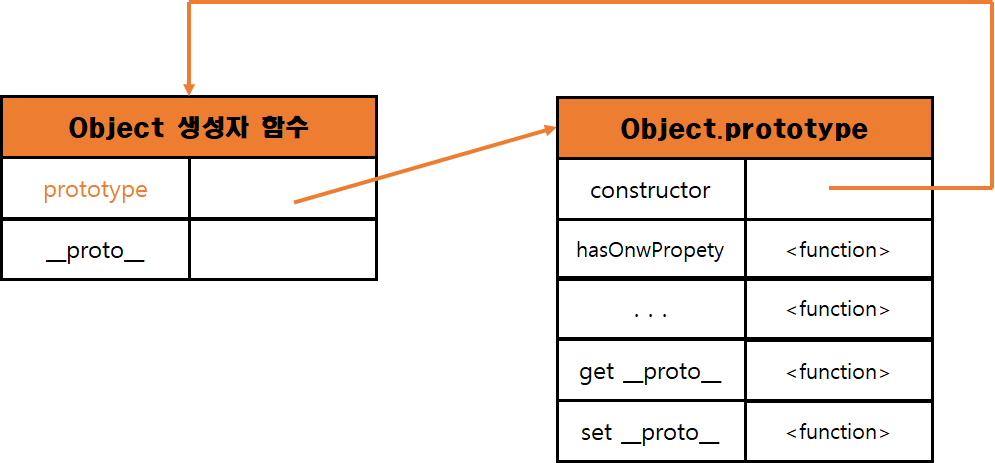 Object 생성자 함수
prototype
__proto__
Object.prototype
constructor
hasOnwPropety <function>
. . . <function>
get __proto__ <function>
set __proto__ <function>